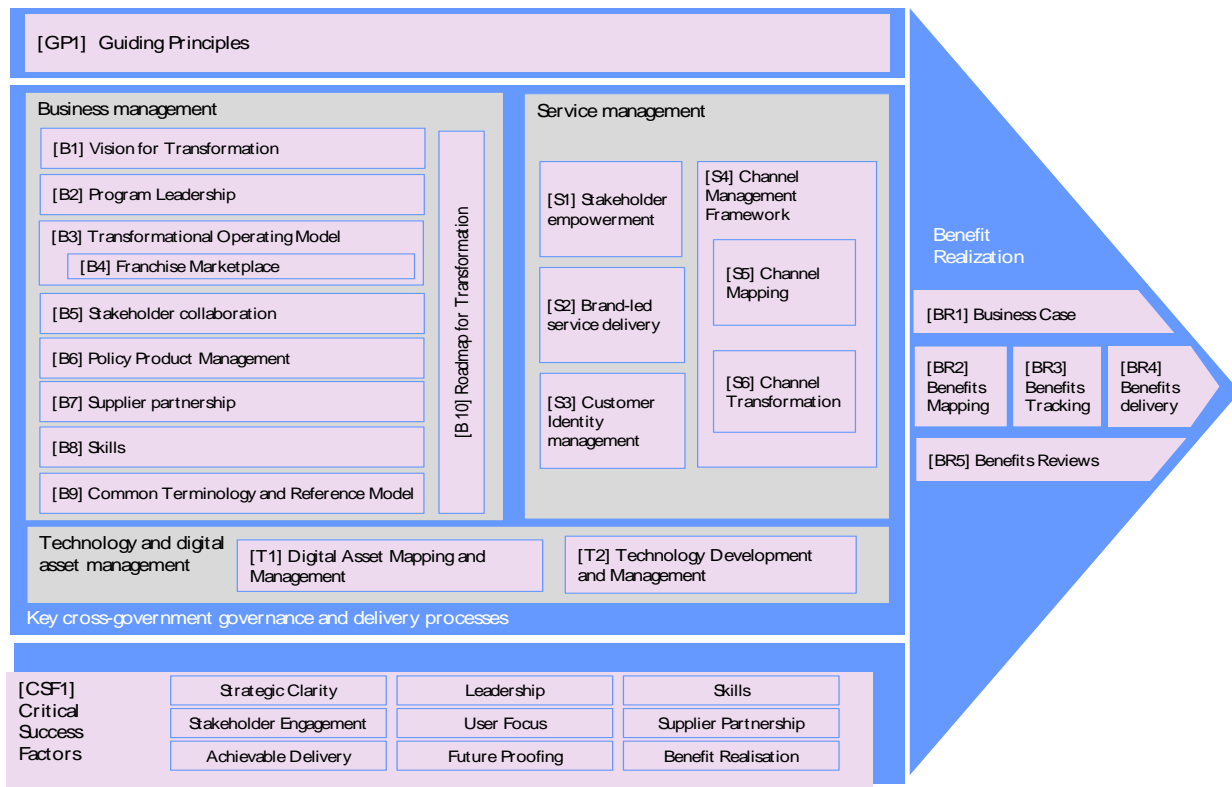 [GP1] Guiding Principles
Business management
[B1] Vision for Transformation
[B2] Program Leadership
[B3] Transformational Operating Model
[B4] Franchise Marketplace
[B5] Stakeholder collaboration
[B6] Policy Product Management
[B7] Supplier partnership
[B8] Skills
[B9] Common Terminology and Reference Model
[B10] Roadmap for Transformation
Service management
[S1] Stakeholder
empowerment
[S2] Brand-led
service delivery
[S3] Customer
Identity
management
[S4] Channel
Management
Framework
[S5] Channel
Mapping
[S6] Channel
Transformation
Technology and digital
asset management
[T1] Digital Asset Mapping and
Management
[T2] Technology Development
and Management
Key cross-government governance and delivery processes
[CSF1]
Critical
Success
Factors
Strategic Clarity
Leadership
Skills
Stakeholder Engagement
User Focus
Supplier Partnership
Achievable Delivery
Future Proofing
Benefit Realisation
Benefit
Realization
[BR1] Business Case
[BR2]
Benefits
Mapping
[BR3]
Benefits
Tracking
[BR4]
Benefits
delivery
[BR5] Benefits Reviews